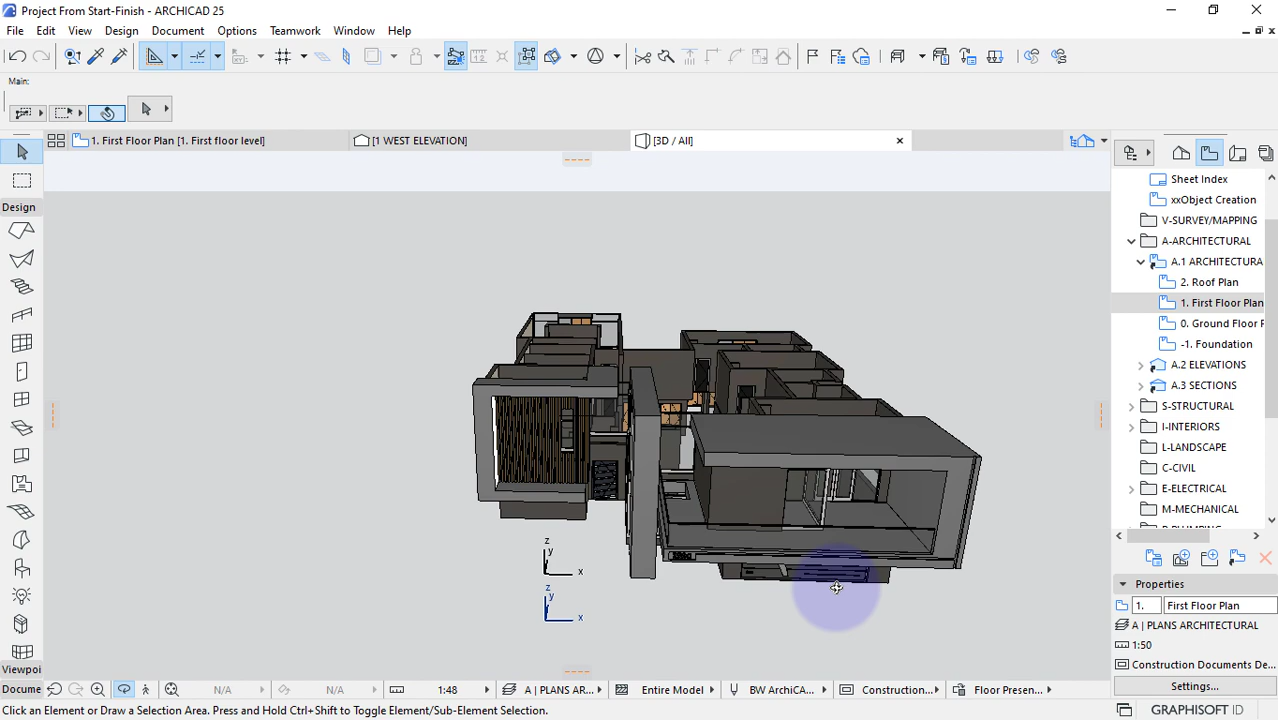 Project From Start-Finish - ARCHICAD 25
File Edit View Design Document Options Teamwork Window Help
Main:
1. First Floor Plan [1. First floor level]
[1 WEST ELEVATION]
[3D / All]
Design
Sheet Index
xxObject Creation
V-SURVEY/MAPPING
A-ARCHITECTURAL
A.1 ARCHITECTURA
2. Roof Plan
1. First Floor Plan
0. Ground Floor F
-1. Foundation
A.2 ELEVATIONS
A.3 SECTIONS
S-STRUCTURAL
I-INTERIORS
L-LANDSCAPE
C-CIVIL
E-ELECTRICAL
M-MECHANICAL
z
y
x
z
y
x
Properties
1. First Floor Plan
A | PLANS ARCHITECTURAL
1:50
Construction Documents De...
Settings...
Viewpoi
Docume
N/A N/A 1:48 A | PLANS AR... Entire Model BW ArchiCA... Construction... Floor Presen...
Click an Element or Draw a Selection Area. Press and Hold Ctrl+Shift to Toggle Element/Sub-Element Selection.
GRAPHISOFT ID